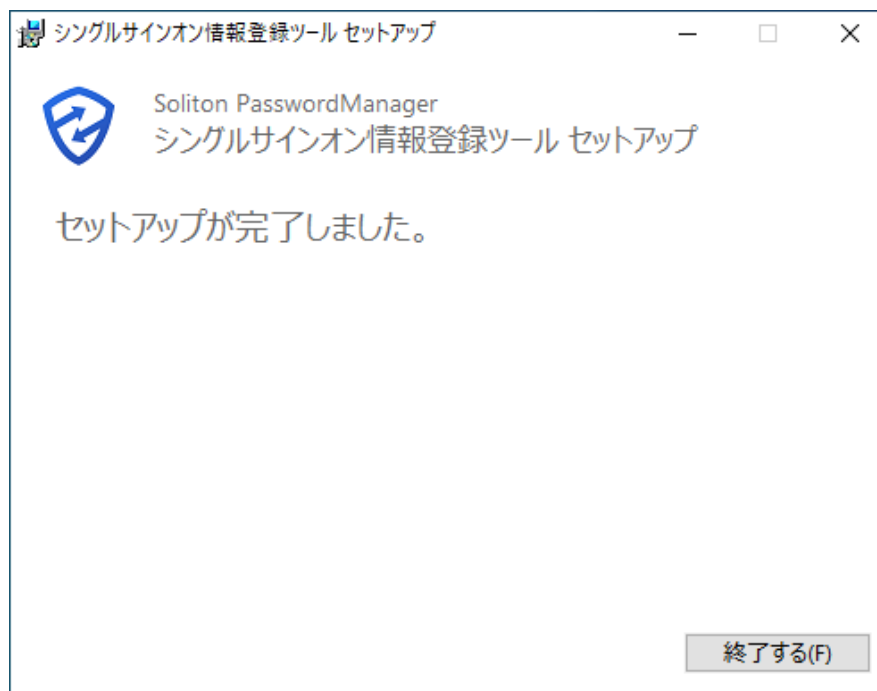 シングルサインオン情報登録ツール セットアップ
Soliton PasswordManager
シングルサインオン情報登録ツール セットアップ
セットアップが完了しました。
終了する(F)